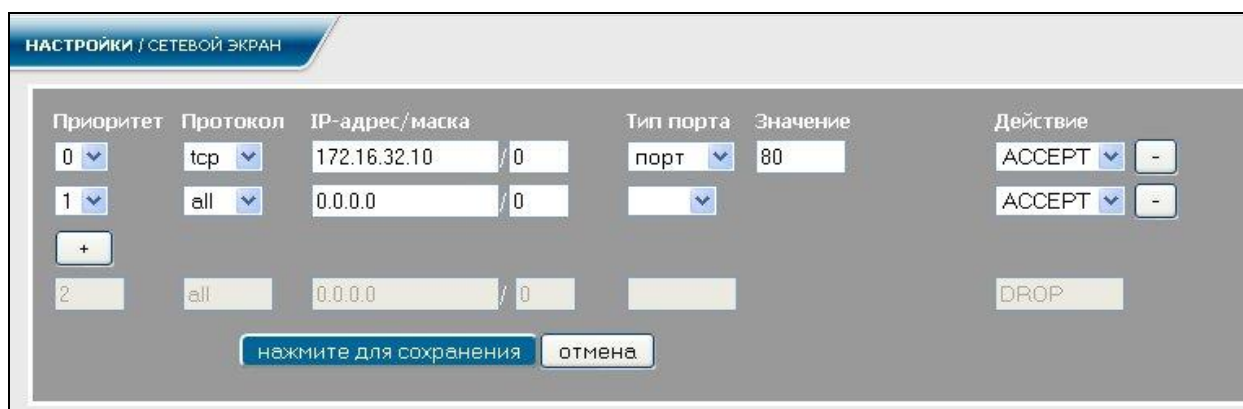 НАСТРОЙКИ / СЕТЕВОЙ ЭКРАН
Приоритет Протокол IP-адрес/маска Тип порта Значение Действие
0 tcp 172.16.32.10 / 0 порт 80 ACCEPT -
1 all 0.0.0.0 / 0 ACCEPT -
+
2 all 0.0.0.0 / 0 DROP
нажмите для сохранения отмена